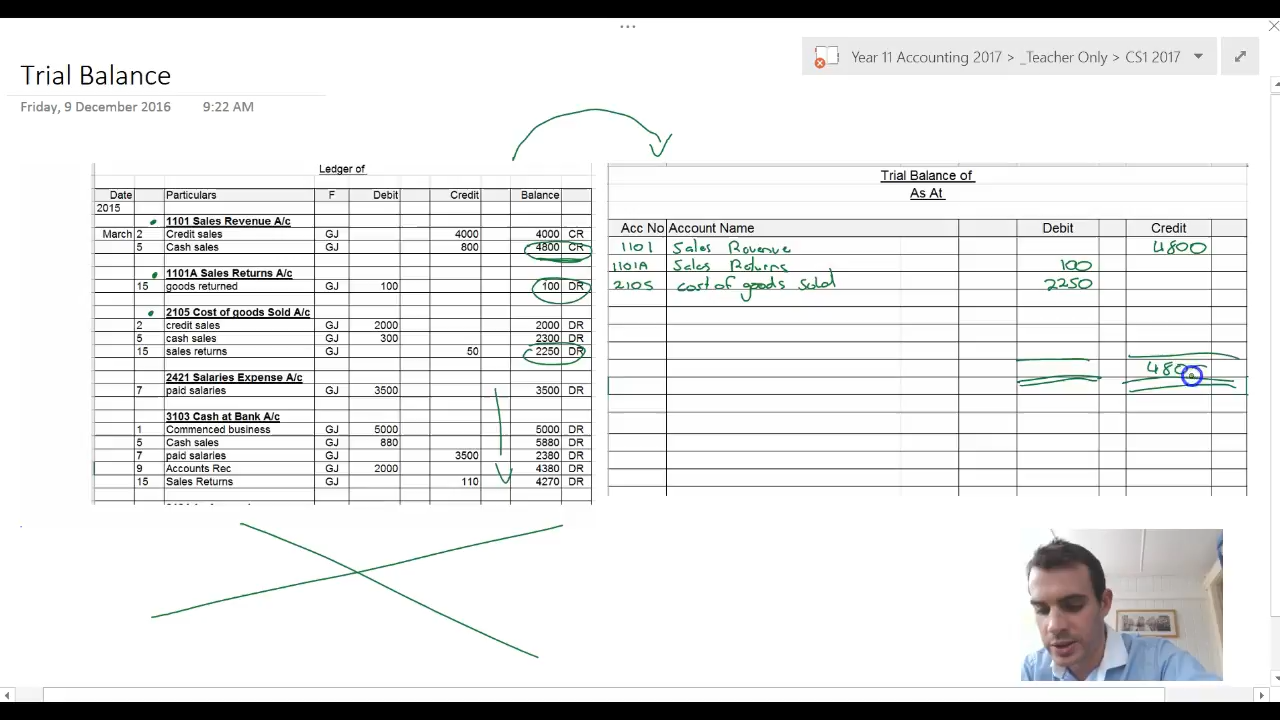 Trial Balance
Friday, 9 December 2016 9:22 AM
Year 11 Accounting 2017 > _Teacher Only > CS1 2017
Ledger of
Date Particulars F Debit Credit Balance
2015
1101 Sales Revenue A/c
March 2 Credit sales GJ 4000 4000 CR
5 Cash sales GJ 800 4800 CR
1101A Sales Returns A/c
15 goods returned GJ 100 100 DR
2105 Cost of goods Sold A/c
2 credit sales GJ 2000 2000 DR
5 cash sales GJ 300 2300 DR
15 sales returns GJ 50 2250 DR
2421 Salaries Expense A/c
7 paid salaries GJ 3500 3500 DR
3103 Cash at Bank A/c
1 Commenced business GJ 5000 5000 DR
5 Cash sales GJ 880 5880 DR
7 paid salaries GJ 3500 2380 DR
9 Accounts Rec GJ 2000 4380 DR
15 Sales Returns GJ 110 4270 DR
Trial Balance of
As At
Acc No Account Name Debit Credit
1101 Sales Revenue 4800
1101A Sales Returns 100
2105 cost of goods Sold 2250